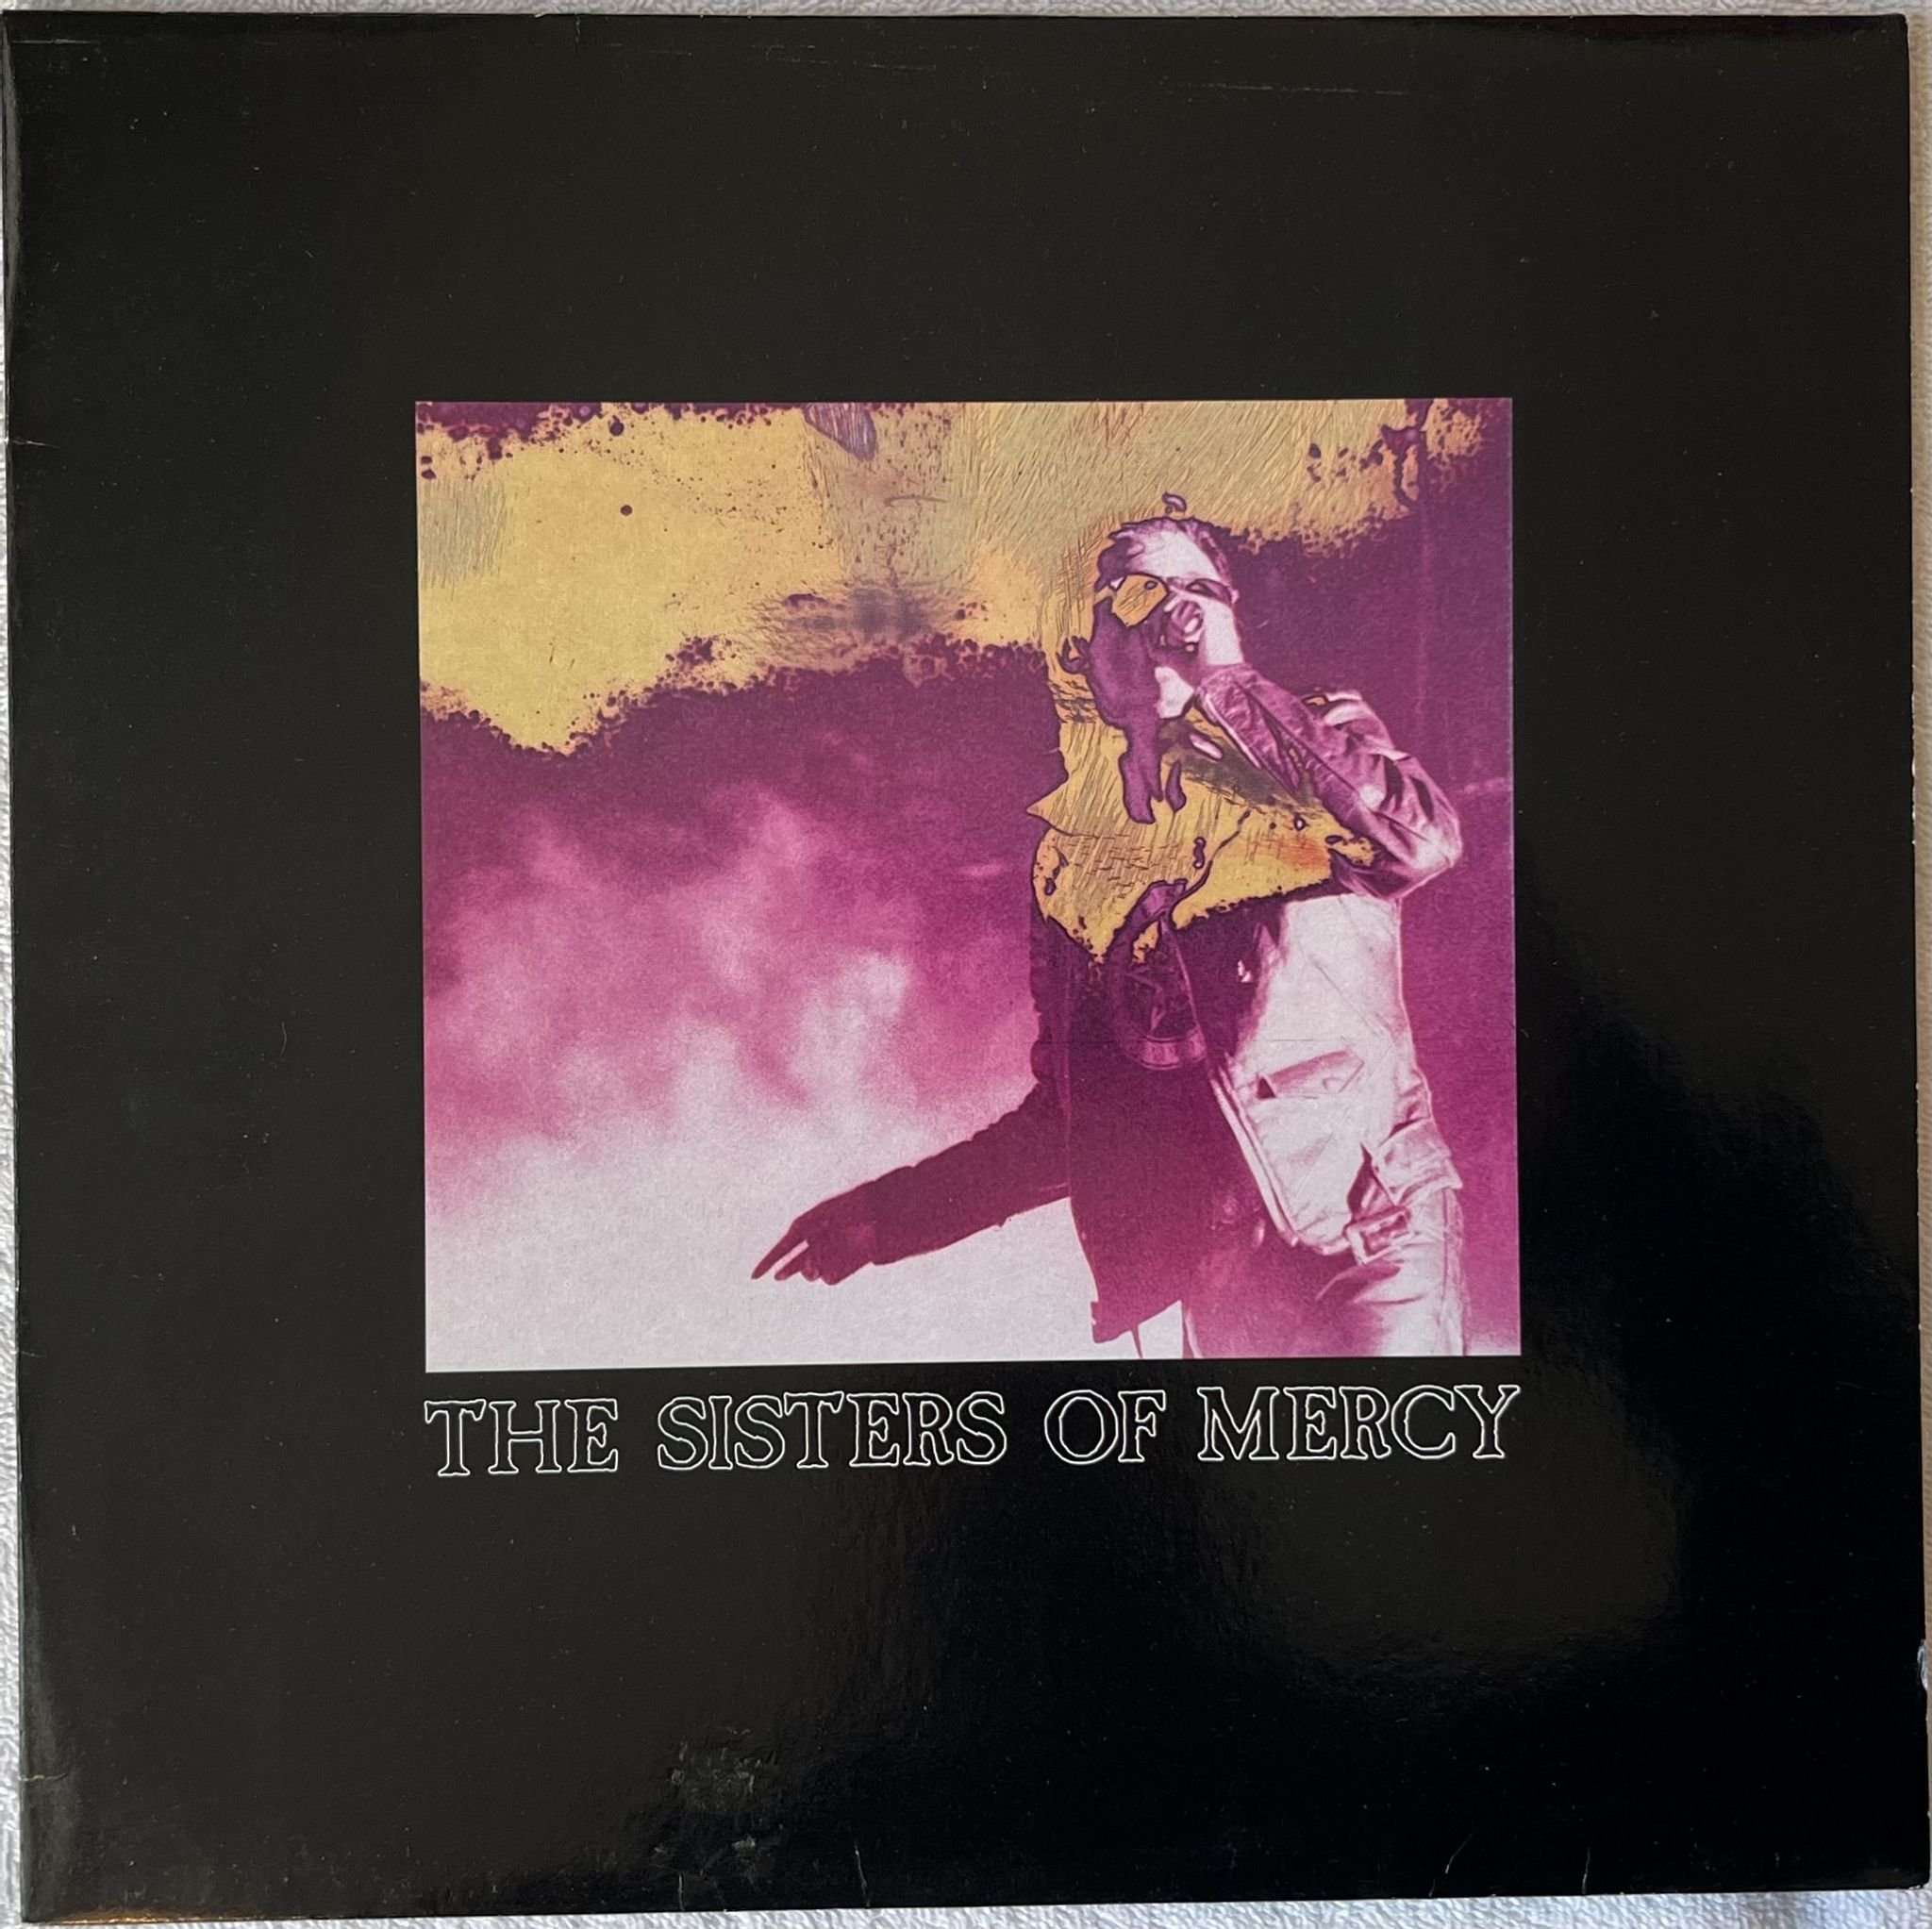 THE SISTERS OF MERCY